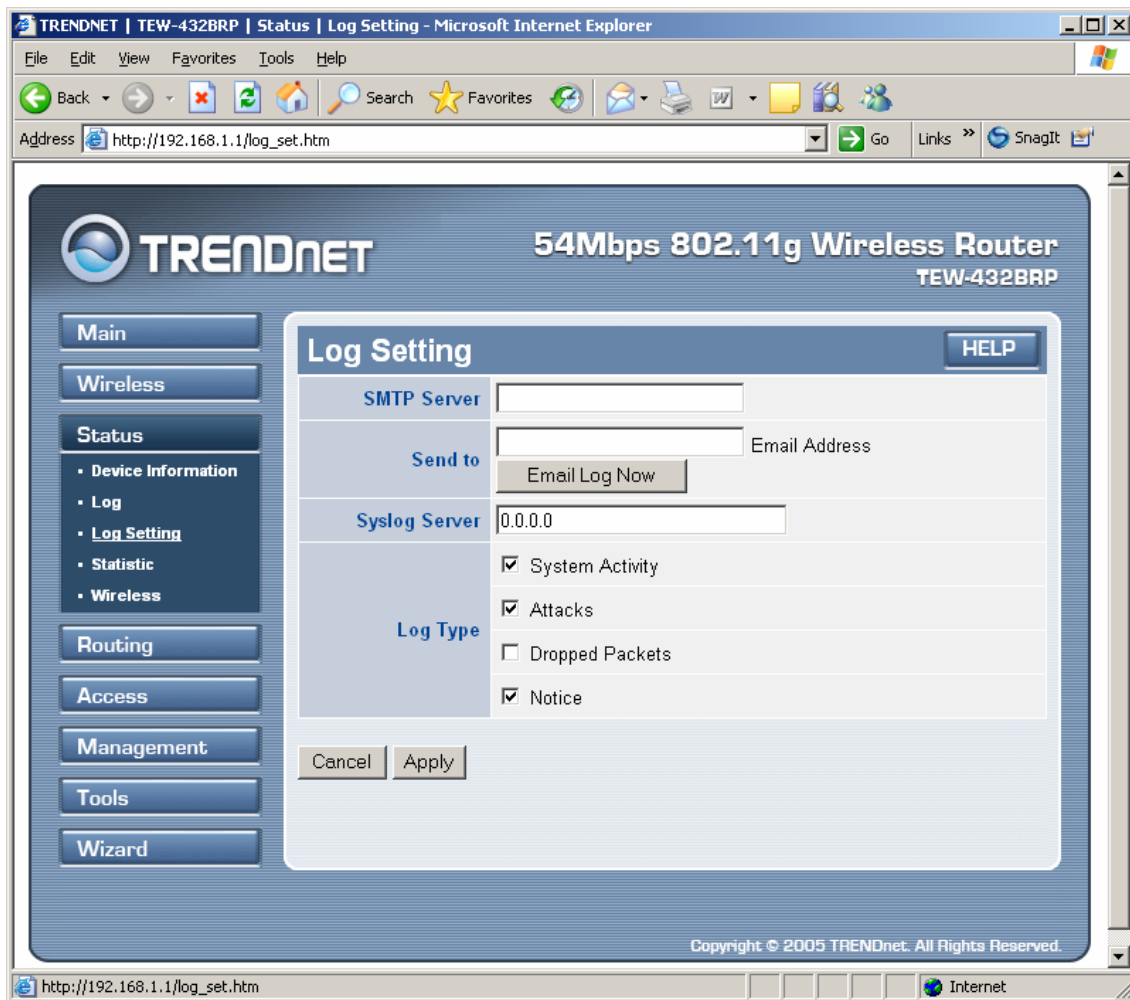 TRENDNET | TEW-432BRP | Status | Log Setting - Microsoft Internet Explorer
File Edit View Favorites Tools Help
Back Search Favorites
Address http://192.168.1.1/log_set.htm Go Links » SnagIt
TRENDNET
54Mbps 802.11g Wireless Router
TEW-432BRP
Main
Wireless
Status
• Device Information
• Log
• Log Setting
• Statistic
• Wireless
Routing
Access
Management
Tools
Wizard
Log Setting HELP
SMTP Server
Send to Email Address
Email Log Now
Syslog Server 0.0.0.0
Log Type
System Activity
Attacks
Dropped Packets
Notice
Cancel Apply
Copyright © 2005 TRENDnet. All Rights Reserved.
http://192.168.1.1/log_set.htm Internet